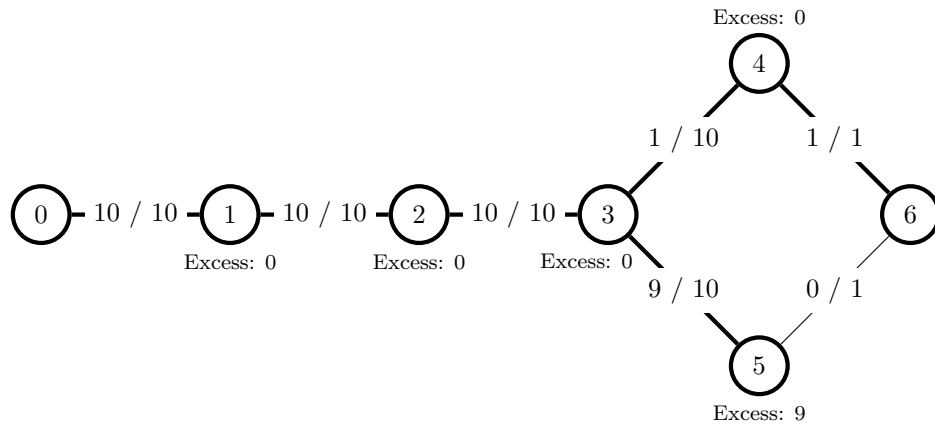 Excess: 0
4
1 / 10
1 / 1
0
10 / 10
1
10 / 10
2
10 / 10
3
6
Excess: 0
Excess: 0
Excess: 0
9 / 10
0 / 1
5
Excess: 9